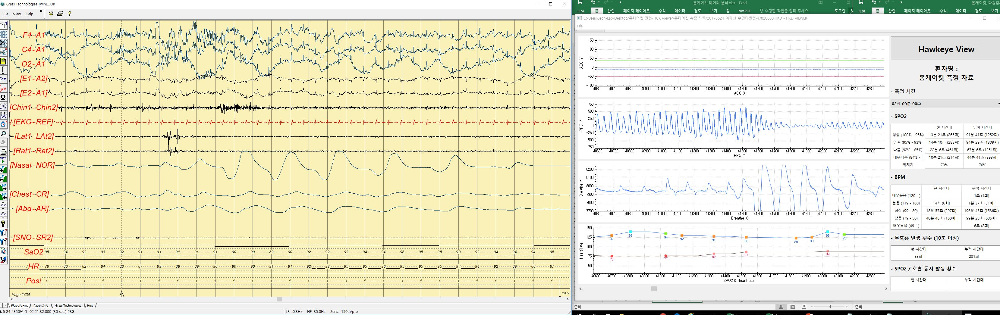 Grass Technologies TwinLOOK
File View Help »
F4-A1
C4-A1
O2-A1
[E1-A2]
[E2-A1]
[Chin1-Chin2]
[EKG-REF]
[Lat1-LAt2]
[Rat1-Rat2]
[Nasal-NOR]
[Chest-CR]
[Abd-AR]
[SNO-SR2]
SaO2 95 94 93 93 92 91 91 91 91 90 90 90 89 90 91 92 93 94 94 94 95 95 93 94 94 94 94 95
HR 78 80 82 84 86 89 89 89 89 90 90 90 90 91 92 93 95 95 96 95 95 95 94 94 92 89 88 87
Posi 1 1 1 1 1 1 1 1 1 1 1 1 1 1 1 1 1 1 1 1 1 1 1 1 1 1 1 1
Page #434
100uV
Goto
μV
Ω
AUTO
LF
LF
HF
HF
Waveforms PatientInfo Grass Technologies Help
6 24 4350단기 02:21:32.000 (30 sec.) PSG
LF: 0.3Hz HF: 35.0Hz Sens: 150uVp-p
홈케어킷 데이터 분석.xlsx - Excel
파일 홈 삽입 페이지 레이아웃 수식 데이터 검토 보기 팀 NesPDF 수행할 작업을 알려 주세요. 로그인
홈케어킷, 다원검사
파일 홈 삽입 페이지 레이아웃 수식 데이터 검토 보기
C:/Users/Jeon-Lab/Desktop/홈케어킷 관련/HCK Viewer/홈케어킷 측정 자료/20170624_이재신_수면다원검사/020000.HKD - HKD VIEWER
File
ACC Y
150
100
50
0
−50
−100
40600 40700 40800 40900 41000 41100 41200 41300 41400 41500 41600 41700 41800 41900 42000 42100 42200 42300
ACC X
PPG Y
750
500
250
0
−250
−500
−750
40600 40700 40800 40900 41000 41100 41200 41300 41400 41500 41600 41700 41800 41900 42000 42100 42200 42300
PPG X
Breathe Y
8200
8100
8000
7900
7800
7700
40600 40700 40800 40900 41000 41100 41200 41300 41400 41500 41600 41700 41800 41900 42000 42100 42200 42300
Breathe X
HeartRate
150
125
100
75
50
92 96 94 92 91 90 89 90 96 93
76 77 82 87 89
40600 40700 40800 40900 41000 41100 41200 41300 41400 41500 41600 41700 41800 41900 42000 42100 42200 42300
SPO2 & HeartRate
Hawkeye View
환자명 :
홈케어킷 측정 자료
- 측정 시간
02시 00분 00초
- SPO2
현 시간대 누적 시간대
정상 (100% - 96%) 13분 21초 (265회) 91분 41초 (1252회)
양호 (95% - 93%) 14분 10초 (288회) 94분 29초 (1309회)
나쁨 (92% - 85%) 22분 6초 (461회) 67분 6초 (1351회)
매우나쁨 (84% - ) 10분 21초 (214회) 44분 41초 (893회)
최저치 70% 70%
- BPM
현 시간대 누적 시간대
매우높음 (120 - ) - 1초 (1회)
높음 (119 - 100) 14초 (6회) 1분 37초 (31회)
정상 (99 - 80) 18분 57초 (297회) 196분 45초 (1536회)
낮음 (79 - 50) 40분 48초 (168회) 99분 28초 (606회)
매우낮음 (49 - ) - 6초 (2회)
- 무호흡 발생 횟수 (10초 이상)
현 시간대 누적 시간대
83회 231회
- SPO2 / 호흡 동시 발생 횟수
현 시간대 누적 시간대
준비
준비